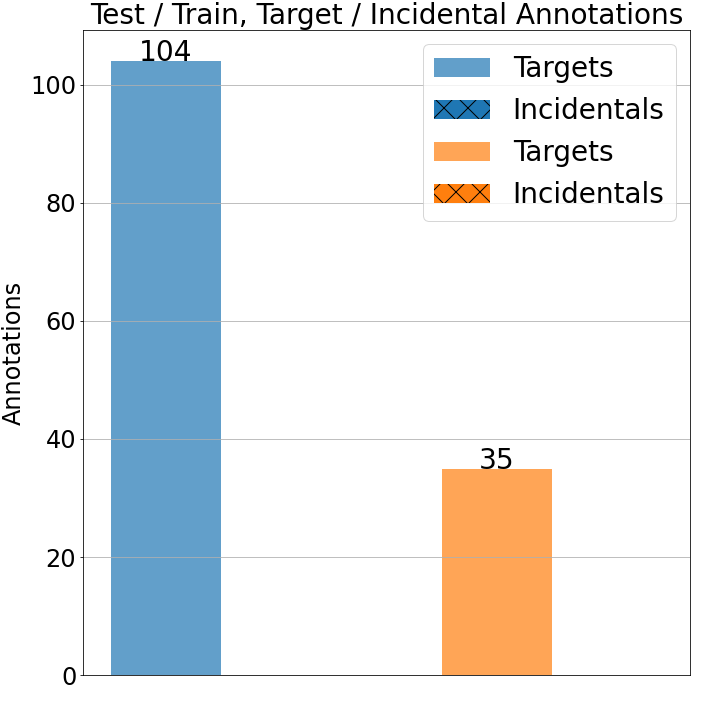 Test / Train, Target / Incidental Annotations
104
Targets
Incidentals
Targets
Incidentals
35
Annotations
100
80
60
40
20
0